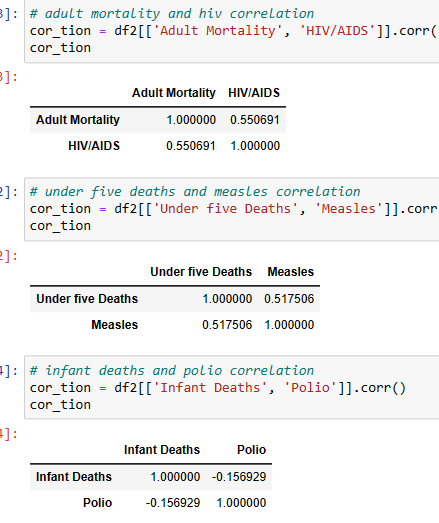 3]: # adult mortality and hiv correlation
cor_tion = df2[['Adult Mortality', 'HIV/AIDS']].corr(
cor_tion
3]:
Adult Mortality HIV/AIDS
Adult Mortality 1.000000 0.550691
HIV/AIDS 0.550691 1.000000
2]: # under five deaths and measles correlation
cor_tion = df2[['Under five Deaths', 'Measles']].corr
cor_tion
2]:
Under five Deaths Measles
Under five Deaths 1.000000 0.517506
Measles 0.517506 1.000000
4]: # infant deaths and polio correlation
cor_tion = df2[['Infant Deaths', 'Polio']].corr()
cor_tion
4]:
Infant Deaths Polio
Infant Deaths 1.000000 -0.156929
Polio -0.156929 1.000000